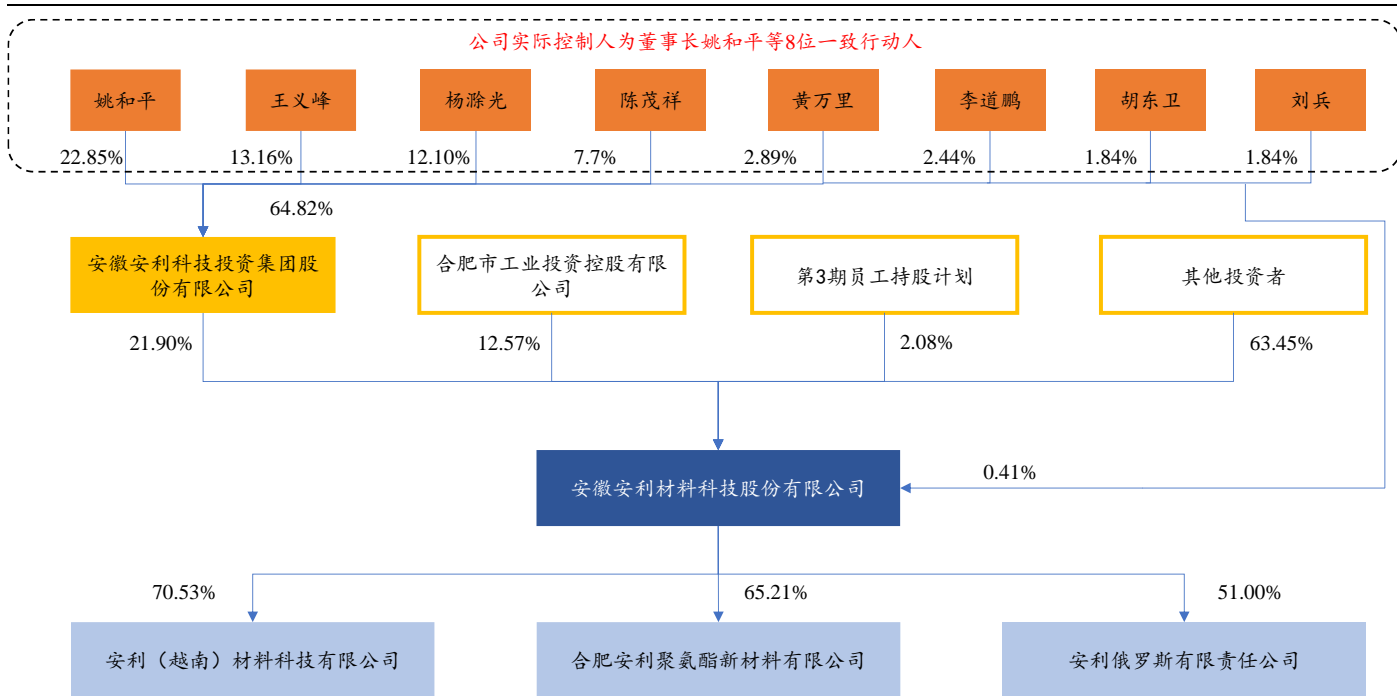 公司实际控制人为董事长姚和平等8位一致行动人
姚和平
王义峰
杨滁光
陈茂祥
黄万里
李道鹏
胡东卫
刘兵
22.85%
13.16%
12.10%
7.7%
2.89%
2.44%
1.84%
1.84%
64.82%
安徽安利科技投资集团股
份有限公司
合肥市工业投资控股有限
公司
第3期员工持股计划
其他投资者
21.90%
12.57%
2.08%
63.45%
安徽安利材料科技股份有限公司
0.41%
70.53%
65.21%
51.00%
安利（越南）材料科技有限公司
合肥安利聚氨酯新材料有限公司
安利俄罗斯有限责任公司